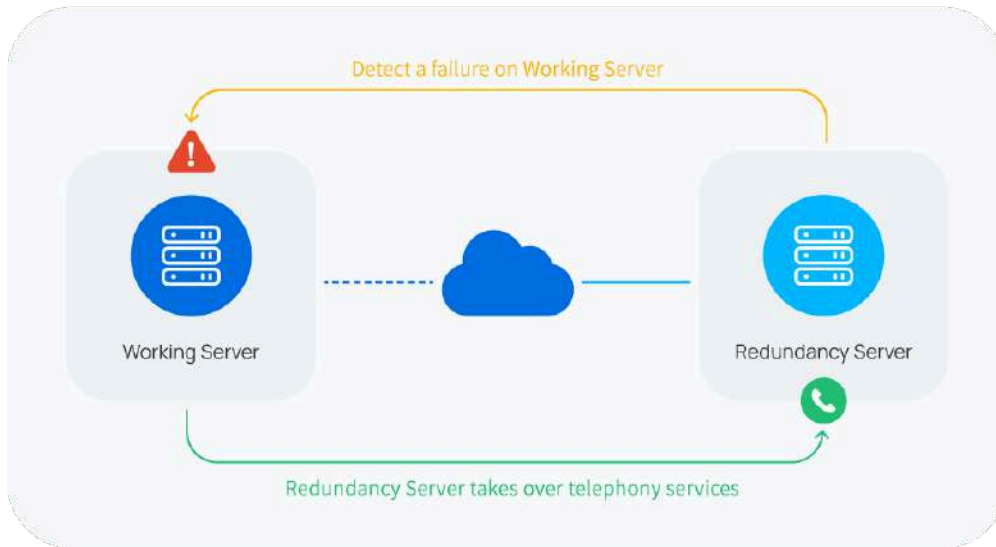 Detect a failure on Working Server
Working Server
Redundancy Server
Redundancy Server takes over telephony services